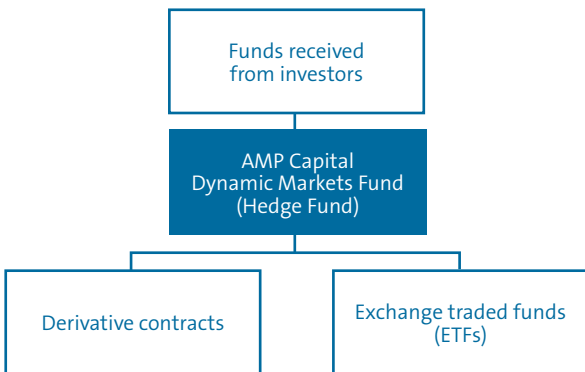 Funds received
from investors
AMP Capital
Dynamic Markets Fund
(Hedge Fund)
Derivative contracts
Exchange traded funds
(ETFs)